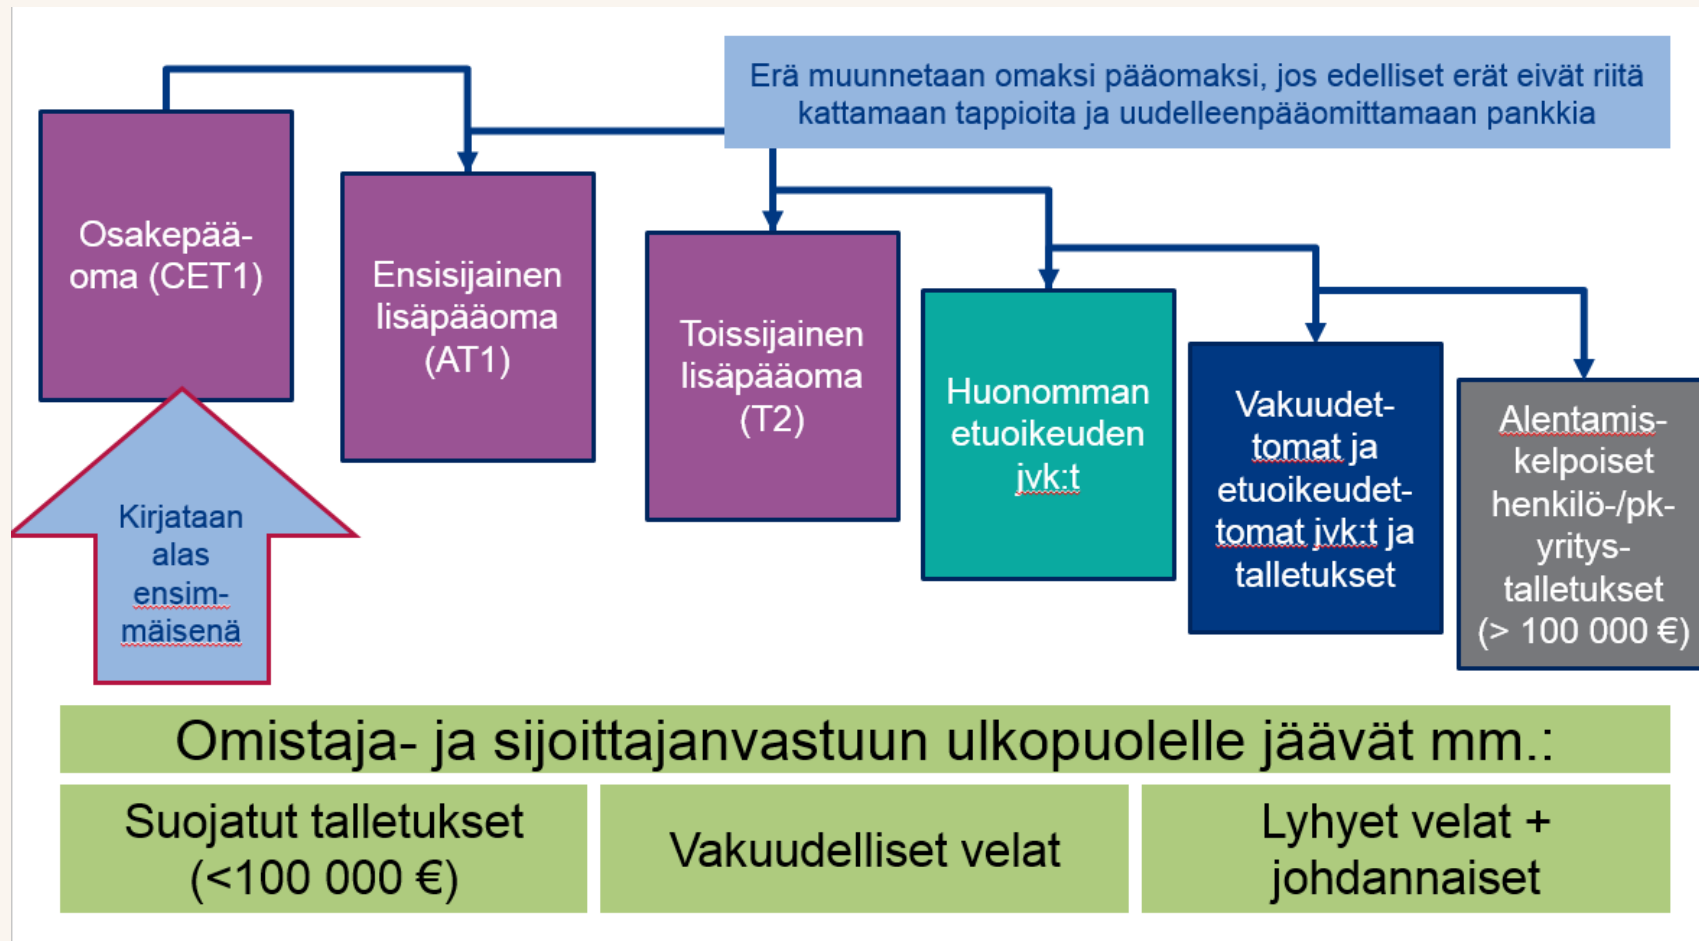 Erä muunnetaan omaksi pääomaksi, jos edelliset erät eivät riitä
kattamaan tappioita ja uudelleenpääomittamaan pankkia
Osakepää-
oma (CET1)
Ensisijainen
lisäpääoma
(AT1)
Toissijainen
lisäpääoma
(T2)
Huonomman
etuoikeuden
jvk:t
Vakuudet-
tomat ja
etuoikeudet-
tomat jvk:t ja
talletukset
Alentamis-
kelpoiset
henkilö-/pk-
yritys-
talletukset
(> 100 000 €)
Kirjataan
alas
ensim-
mäisenä
Omistaja- ja sijoittajanvastuun ulkopuolelle jäävät mm.:
Suojatut talletukset
(<100 000 €)
Vakuudelliset velat
Lyhyet velat +
johdannaiset